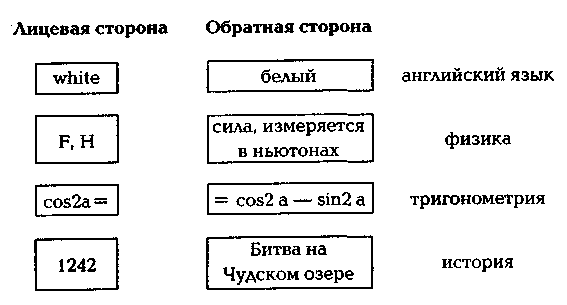 Лицевая сторона Обратная сторона
white белый английский язык
F, Н сила, измеряется в ньютонах физика
cos2a= = cos2 a — sin2 a тригонометрия
1242 Битва на Чудском озере история